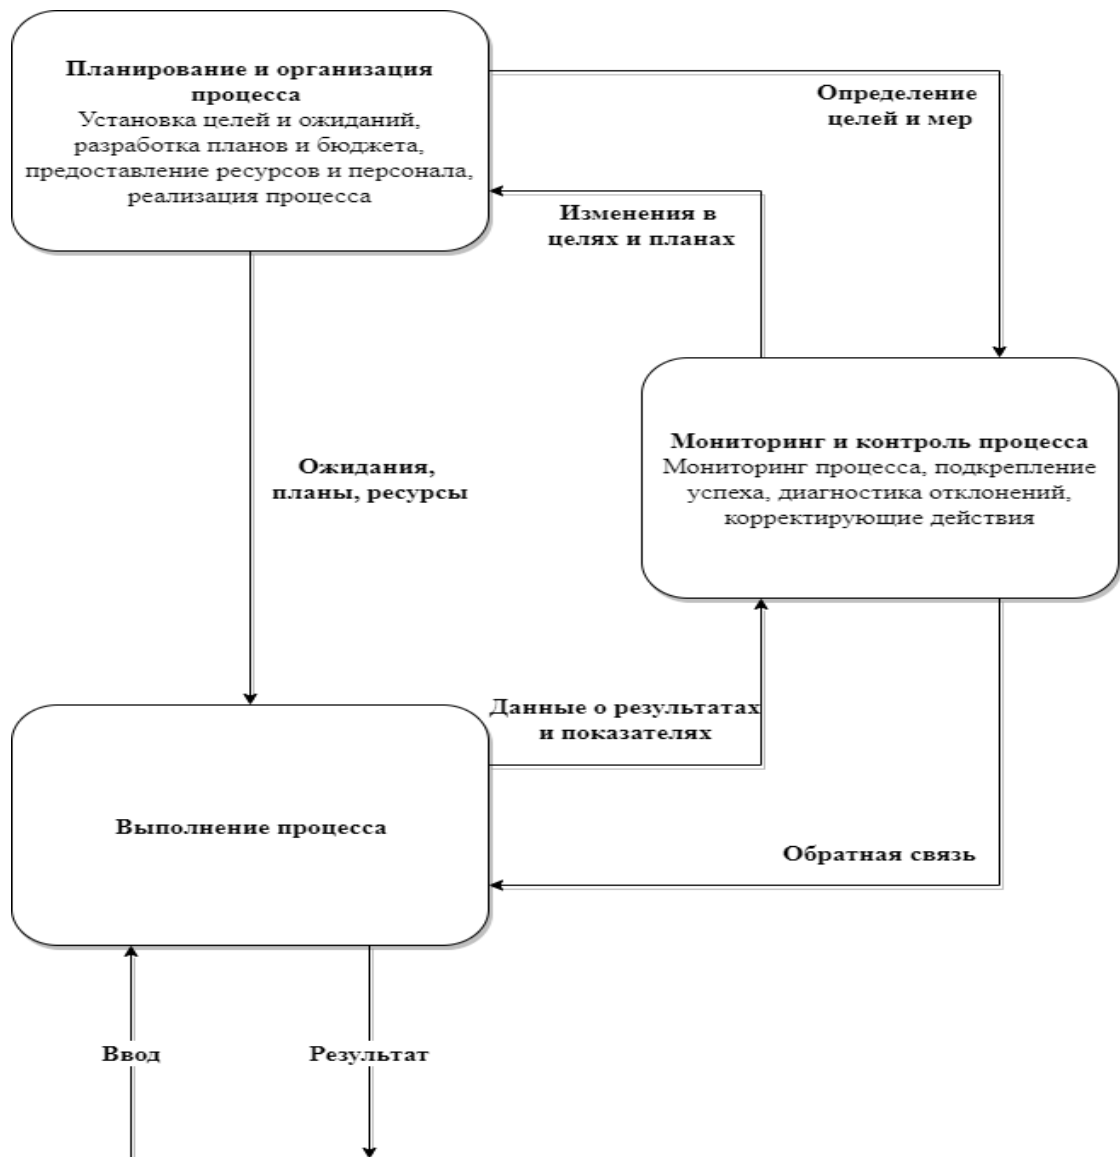 Планирование и организация
процесса
Установка целей и ожиданий,
разработка планов и бюджета,
предоставление ресурсов и персонала,
реализация процесса
Определение
целей и мер
Изменения в
целях и планах
Мониторинг и контроль процесса
Мониторинг процесса, подкрепление
успеха, диагностика отклонений,
корректирующие действия
Ожидания,
планы, ресурсы
Данные о результатах
и показателях
Выполнение процесса
Обратная связь
Ввод
Результат